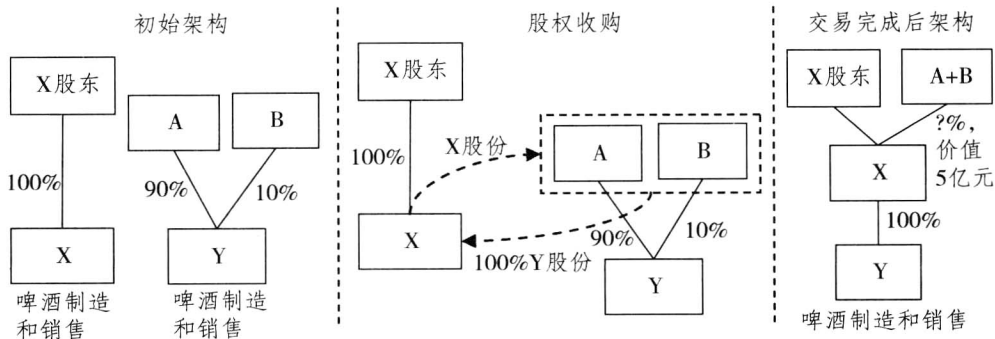 初始架构
X股东
A
B
100%
90%
10%
X
Y
啤酒制造
和销售
啤酒制造
和销售
股权收购
X股东
100%
X股份
A
B
X
90%
10%
100%Y股份
Y
交易完成后架构
X股东
A+B
?%,
价值
5亿元
X
100%
Y
啤酒制造和销售